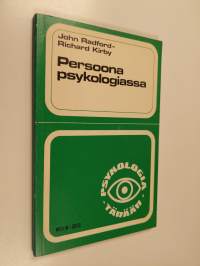 John Radford-
Richard Kirby
Persoona
psykologiassa
PSYKOLOGIA
TÄNÄÄN